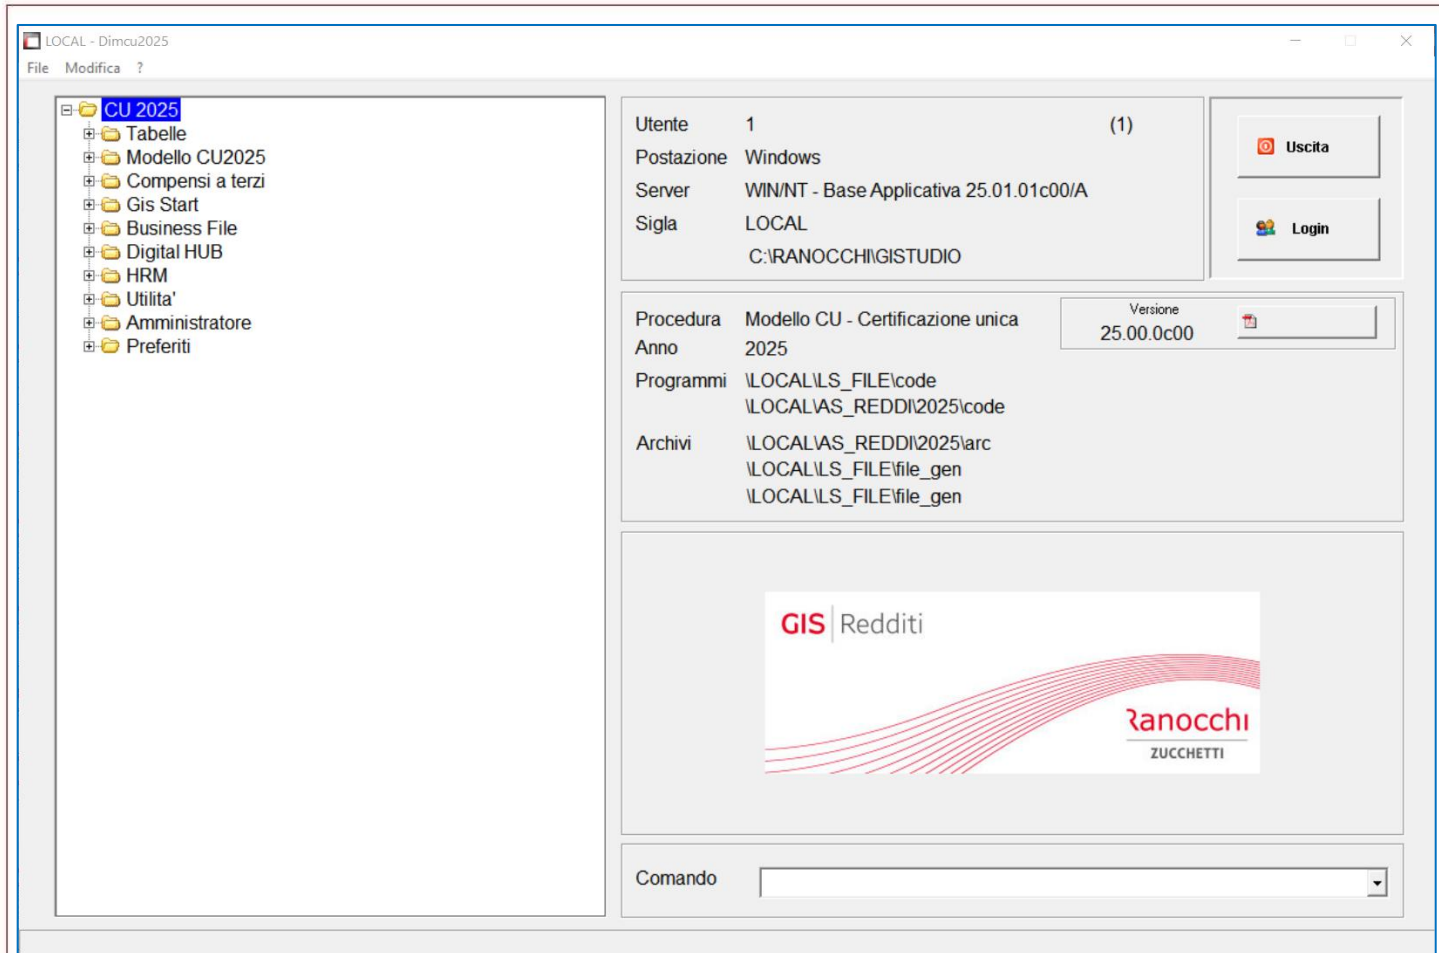 LOCAL - Dimcu2025
File Modifica ?
CU 2025
Tabelle
Modello CU2025
Compensi a terzi
Gis Start
Business File
Digital HUB
HRM
Utilita'
Amministratore
Preferiti
Utente 1 (1)
Postazione Windows
Server WIN/NT - Base Applicativa 25.01.01c00/A
Sigla LOCAL
C:\RANOCCHI\GISTUDIO
Uscita
Login
Procedura Modello CU - Certificazione unica
Anno 2025
Programmi \LOCAL\LS_FILE\code
\LOCAL\AS_REDDI\2025\code
Archivi \LOCAL\AS_REDDI\2025\arc
\LOCAL\LS_FILE\file_gen
\LOCAL\LS_FILE\file_gen
Versione
25.00.0c00
GIS Redditi
Ranocchi
ZUCCHETTI
Comando